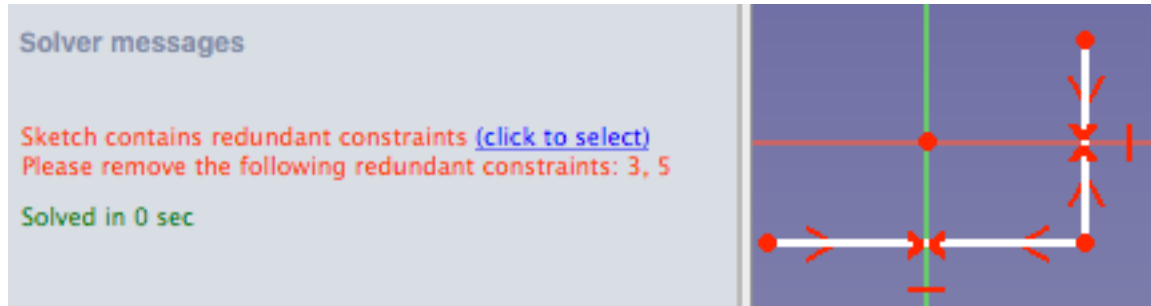 Solver messages
Sketch contains redundant constraints (click to select)
Please remove the following redundant constraints: 3, 5
Solved in 0 sec